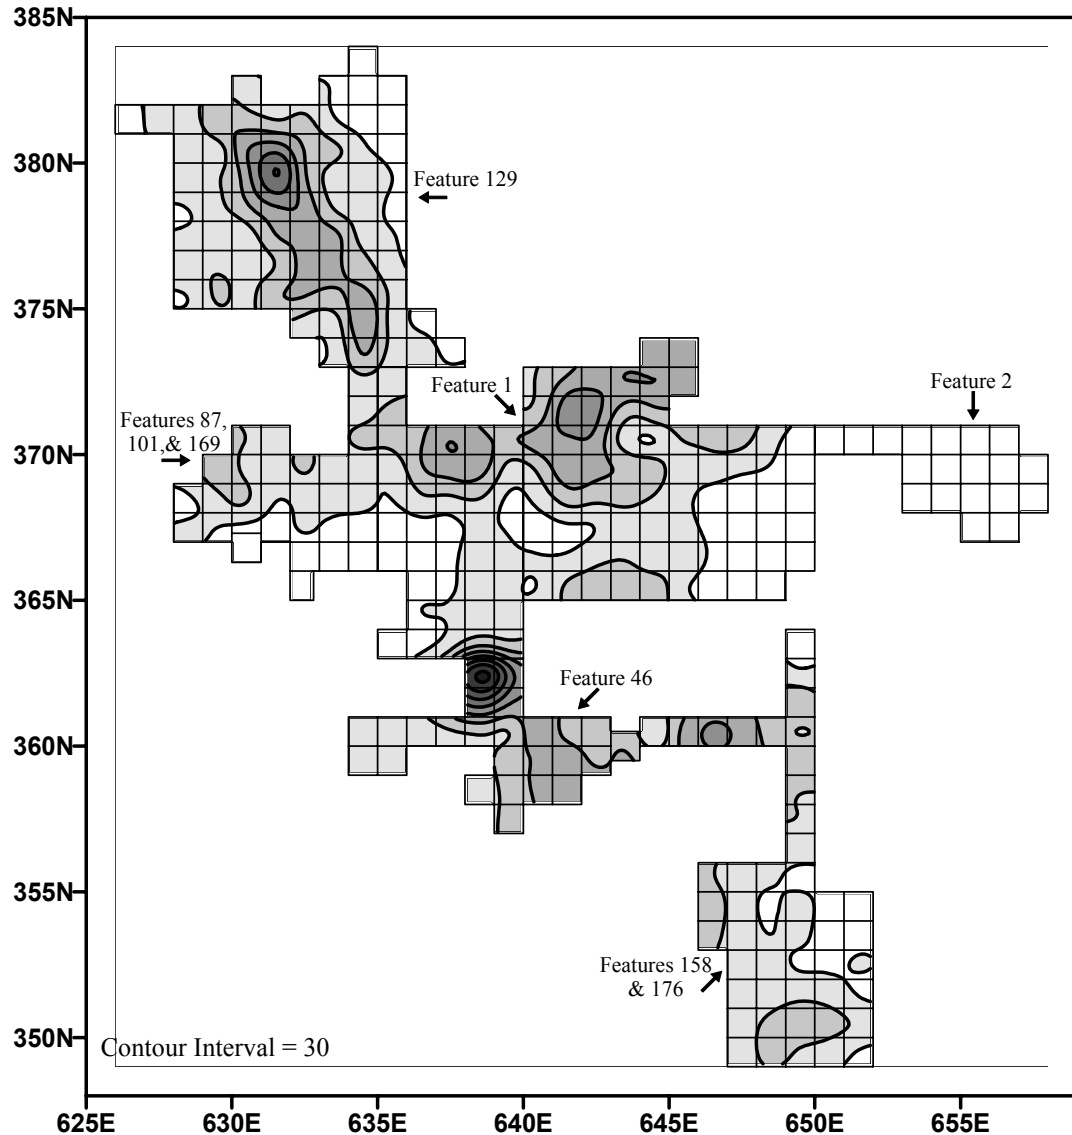 385N
380N
Feature 129
375N
Feature 1
Feature 2
Features 87,
101,& 169
370N
365N
Feature 46
360N
355N
Features 158
& 176
350N
Contour Interval = 30
625E 630E 635E 640E 645E 650E 655E